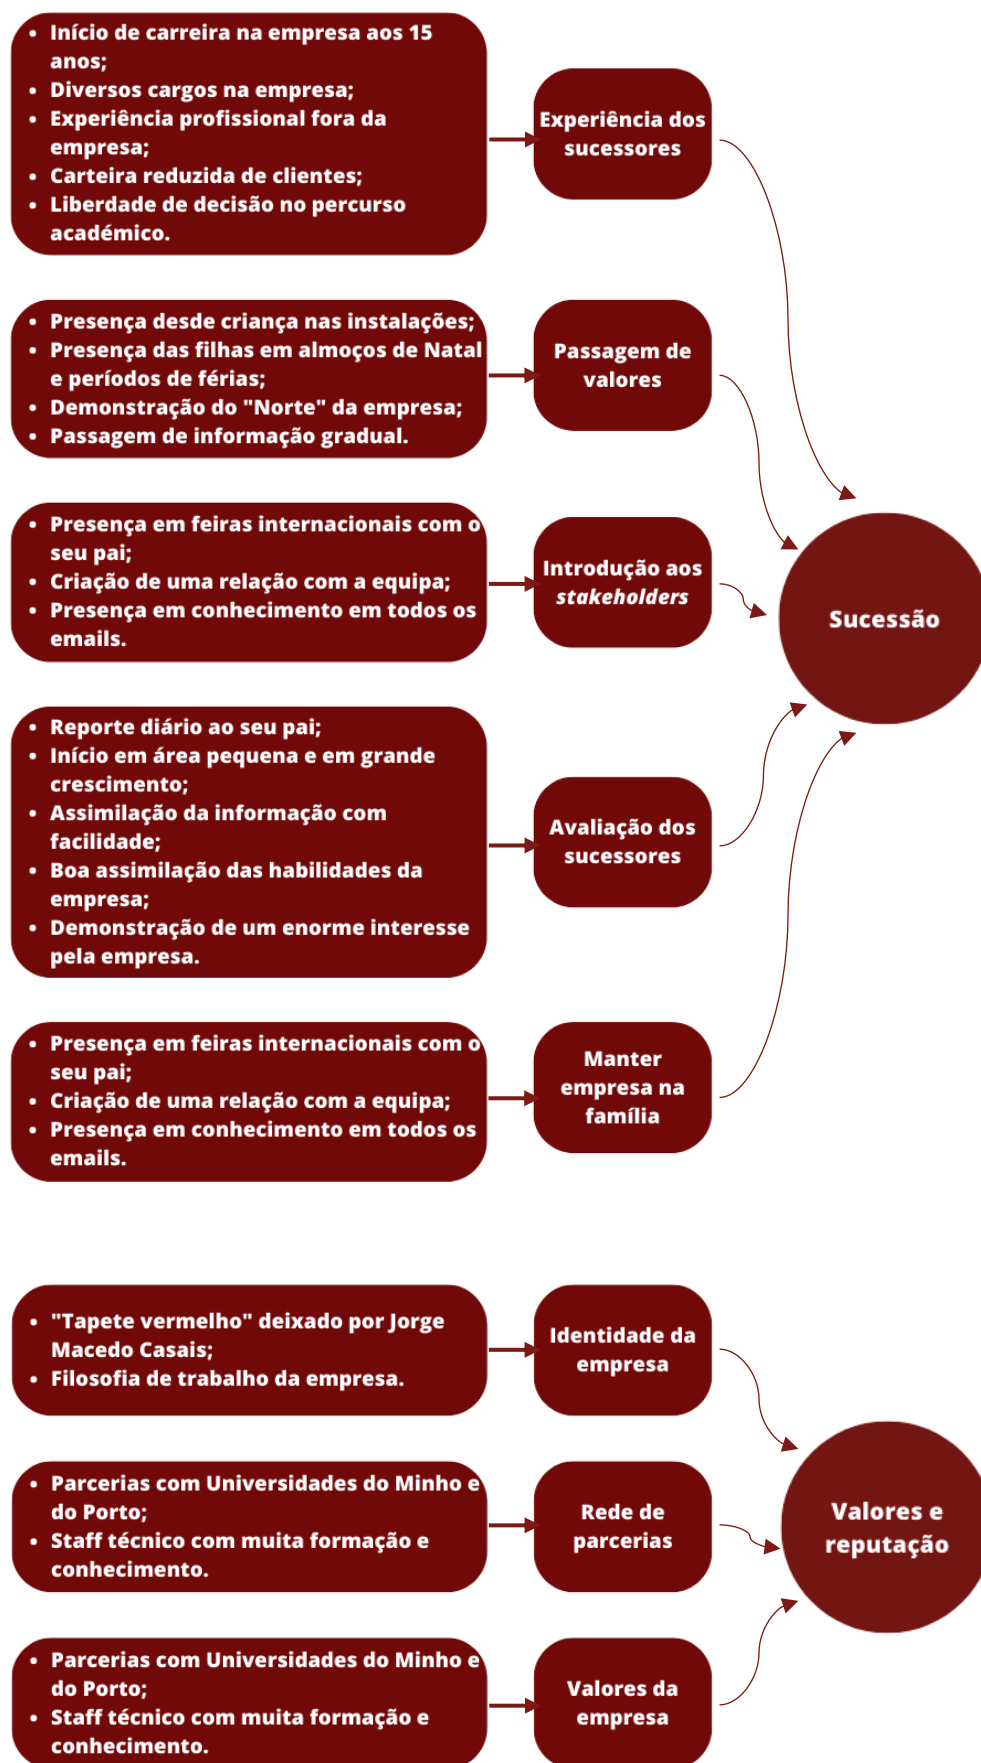 • Início de carreira na empresa aos 15
anos;
• Diversos cargos na empresa;
• Experiência profissional fora da
empresa;
• Carteira reduzida de clientes;
• Liberdade de decisão no percurso
académico.
Experiência dos
sucessores
• Presença desde criança nas instalações;
• Presença das filhas em almoços de Natal
e períodos de férias;
• Demonstração do "Norte" da empresa;
• Passagem de informação gradual.
Passagem de
valores
• Presença em feiras internacionais com o
seu pai;
• Criação de uma relação com a equipa;
• Presença em conhecimento em todos os
emails.
Introdução aos
stakeholders
Sucessão
• Reporte diário ao seu pai;
• Início em área pequena e em grande
crescimento;
• Assimilação da informação com
facilidade;
• Boa assimilação das habilidades da
empresa;
• Demonstração de um enorme interesse
pela empresa.
Avaliação dos
sucessores
• Presença em feiras internacionais com o
seu pai;
• Criação de uma relação com a equipa;
• Presença em conhecimento em todos os
emails.
Manter
empresa na
família
• "Tapete vermelho" deixado por Jorge
Macedo Casais;
• Filosofia de trabalho da empresa.
Identidade da
empresa
• Parcerias com Universidades do Minho e
do Porto;
• Staff técnico com muita formação e
conhecimento.
Rede de
parcerias
Valores e
reputação
• Parcerias com Universidades do Minho e
do Porto;
• Staff técnico com muita formação e
conhecimento.
Valores da
empresa